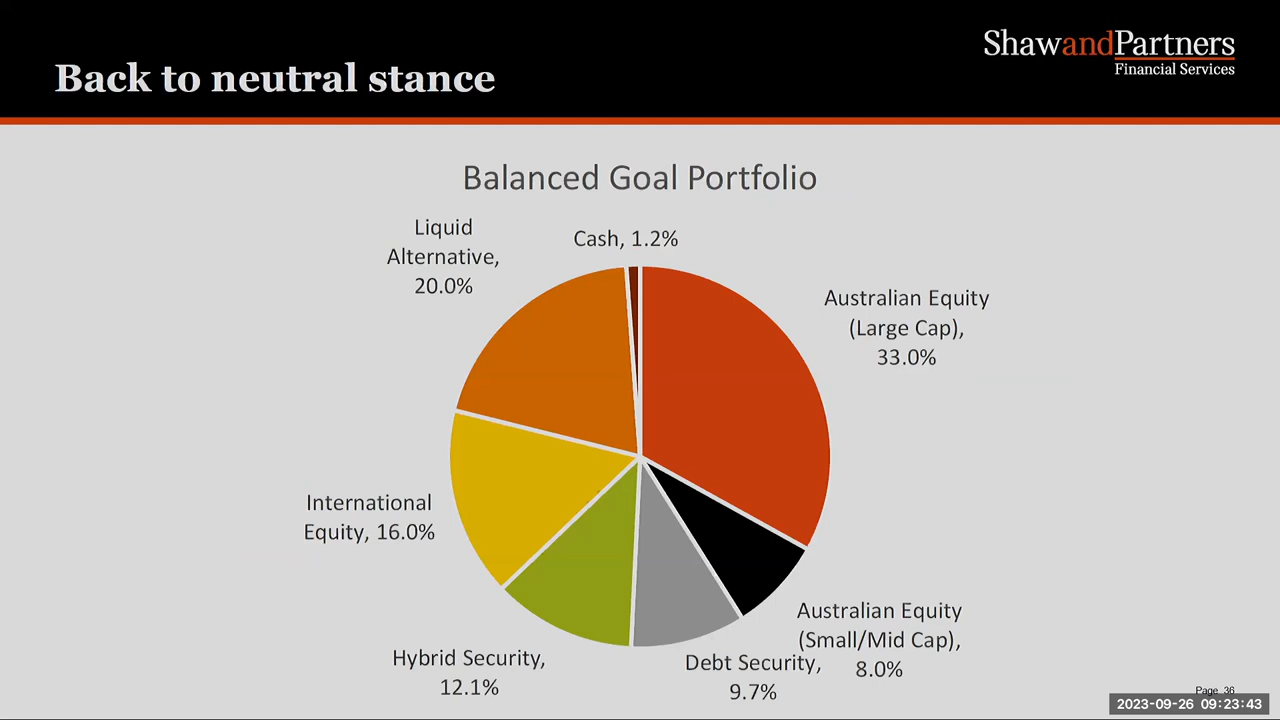 ShawandPartners
Financial Services
Back to neutral stance
Balanced Goal Portfolio
Liquid
Alternative,
20.0%
Cash, 1.2%
Australian Equity
(Large Cap),
33.0%
International
Equity, 16.0%
Australian Equity
(Small/Mid Cap),
8.0%
Hybrid Security,
12.1%
Debt Security,
9.7%
Page 36
2023-09-26 09:23:43